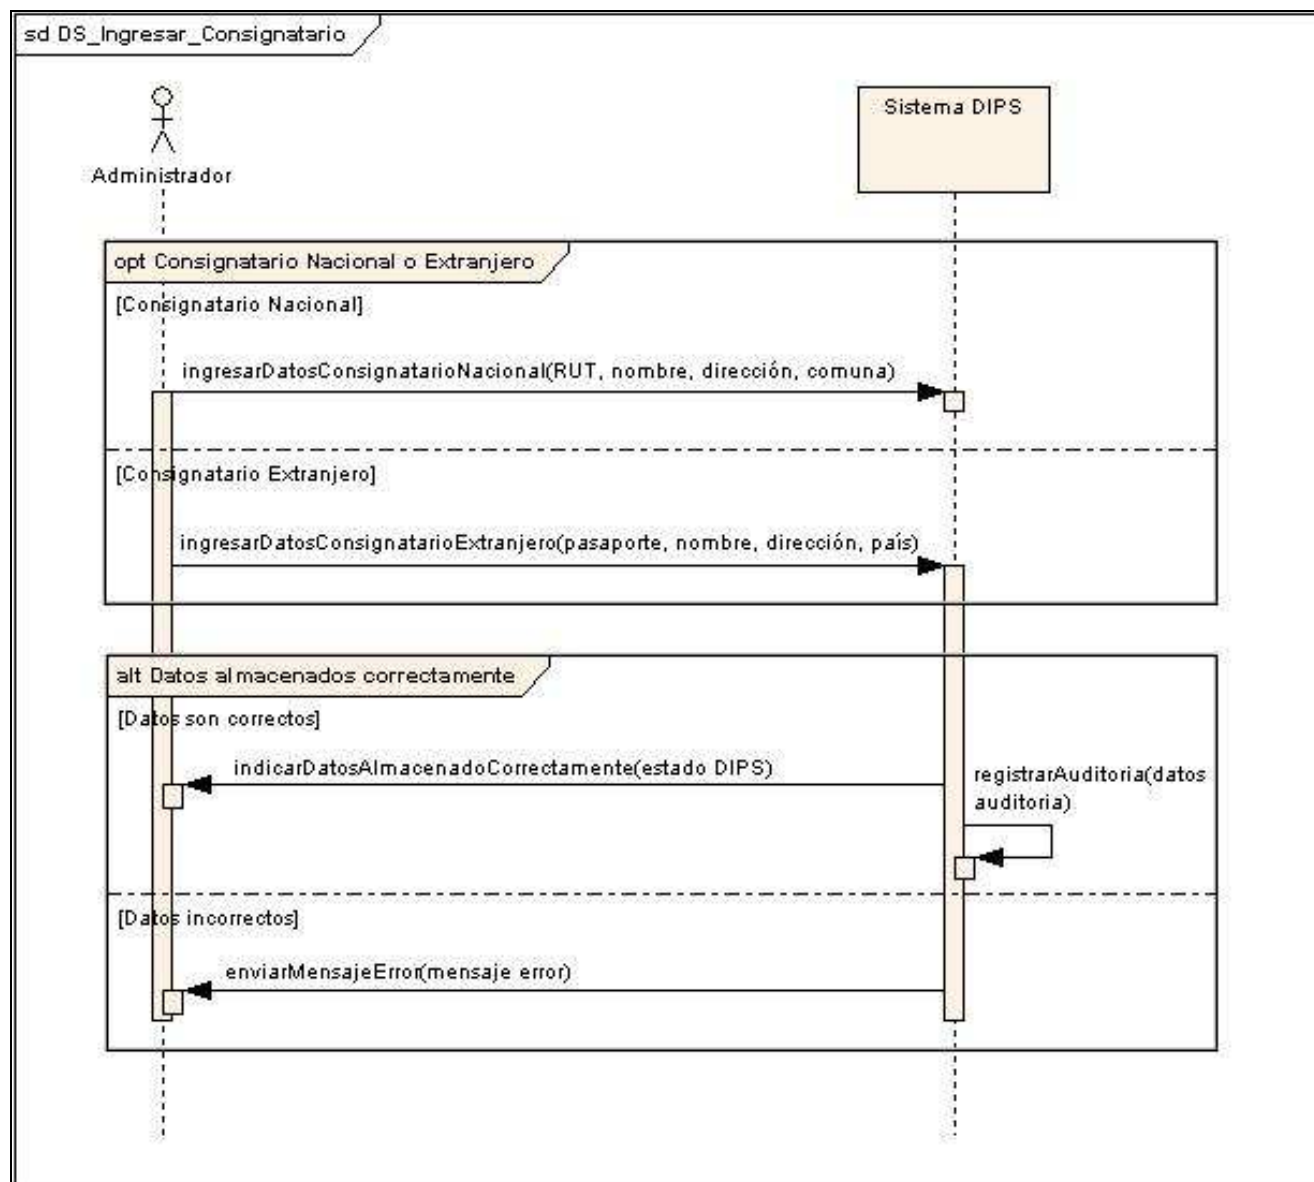 sd DS_Ingresar_Consignatario
Sistema DIPS
Administrador
opt Consignatario Nacional o Extranjero
[Consignatario Nacional]
ingresarDatosConsignatarioNacional(RUT, nombre, dirección, comuna)
[Consignatario Extranjero]
ingresarDatosConsignatarioExtranjero(pasaporte, nombre, dirección, país)
alt Datos almacenados correctamente
[Datos son correctos]
indicarDatosAlmacenadoCorrectamente(estado DIPS)
registrarAuditoria(datos
auditoria)
[Datos incorrectos]
enviarMensajeError(mensaje error)